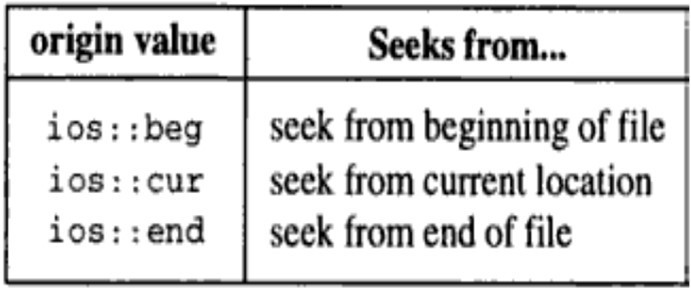 origin value Seeks from...
ios::beg seek from beginning of file
ios::cur seek from current location
ios::end seek from end of file